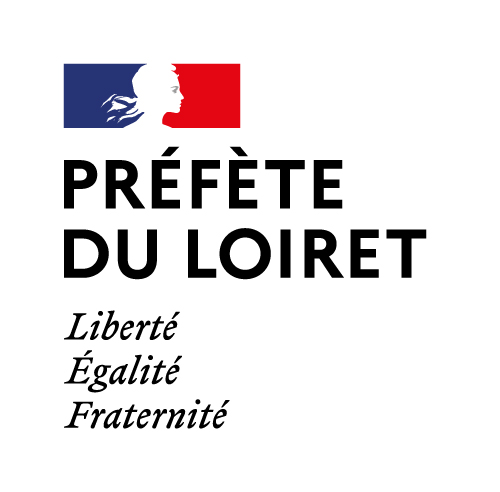 PRÉFÈTE
DU LOIRET
Liberté
Égalité
Fraternité